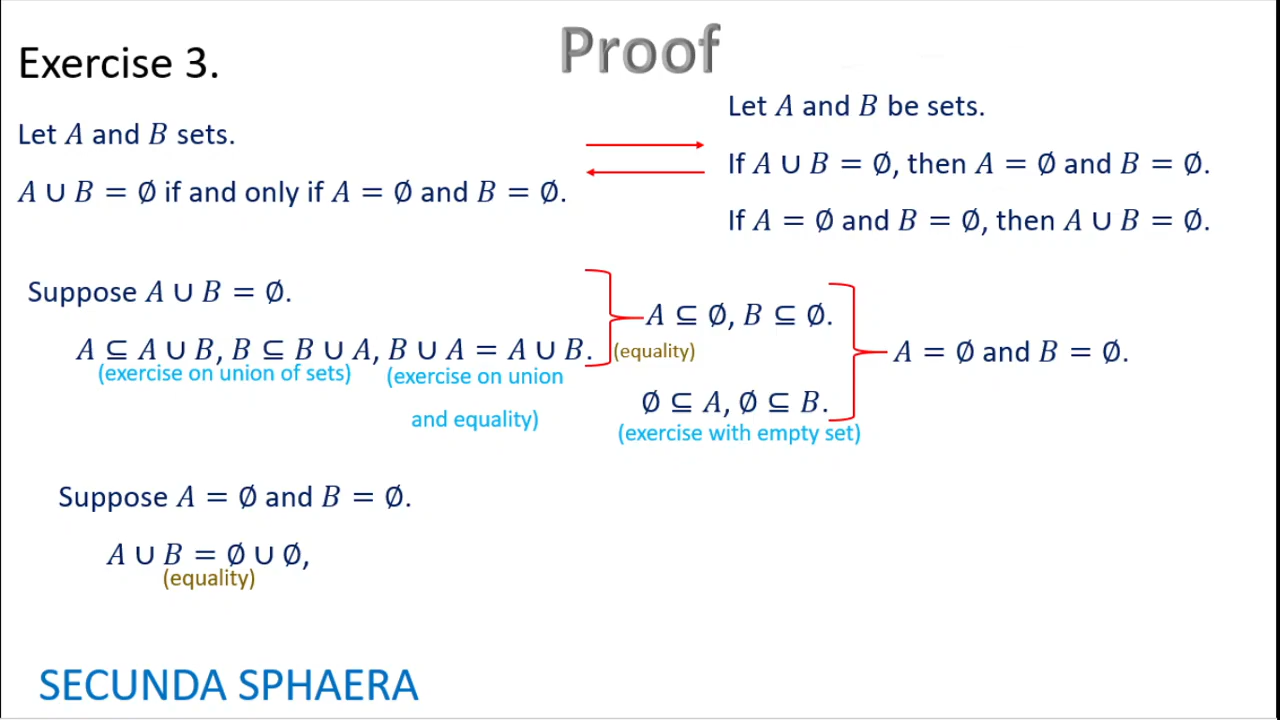 Proof
Exercise 3.
Let A and B sets.
A ∪ B = ∅ if and only if A = ∅ and B = ∅.
Let A and B be sets.
If A ∪ B = ∅, then A = ∅ and B = ∅.
If A = ∅ and B = ∅, then A ∪ B = ∅.
Suppose A ∪ B = ∅.
A ⊆ A ∪ B, B ⊆ B ∪ A, B ∪ A = A ∪ B.
(exercise on union of sets)
(exercise on union
and equality)
A ⊆ ∅, B ⊆ ∅.
(equality)
∅ ⊆ A, ∅ ⊆ B.
(exercise with empty set)
A = ∅ and B = ∅.
Suppose A = ∅ and B = ∅.
A ∪ B = ∅ ∪ ∅,
(equality)
SECUNDA SPHAERA